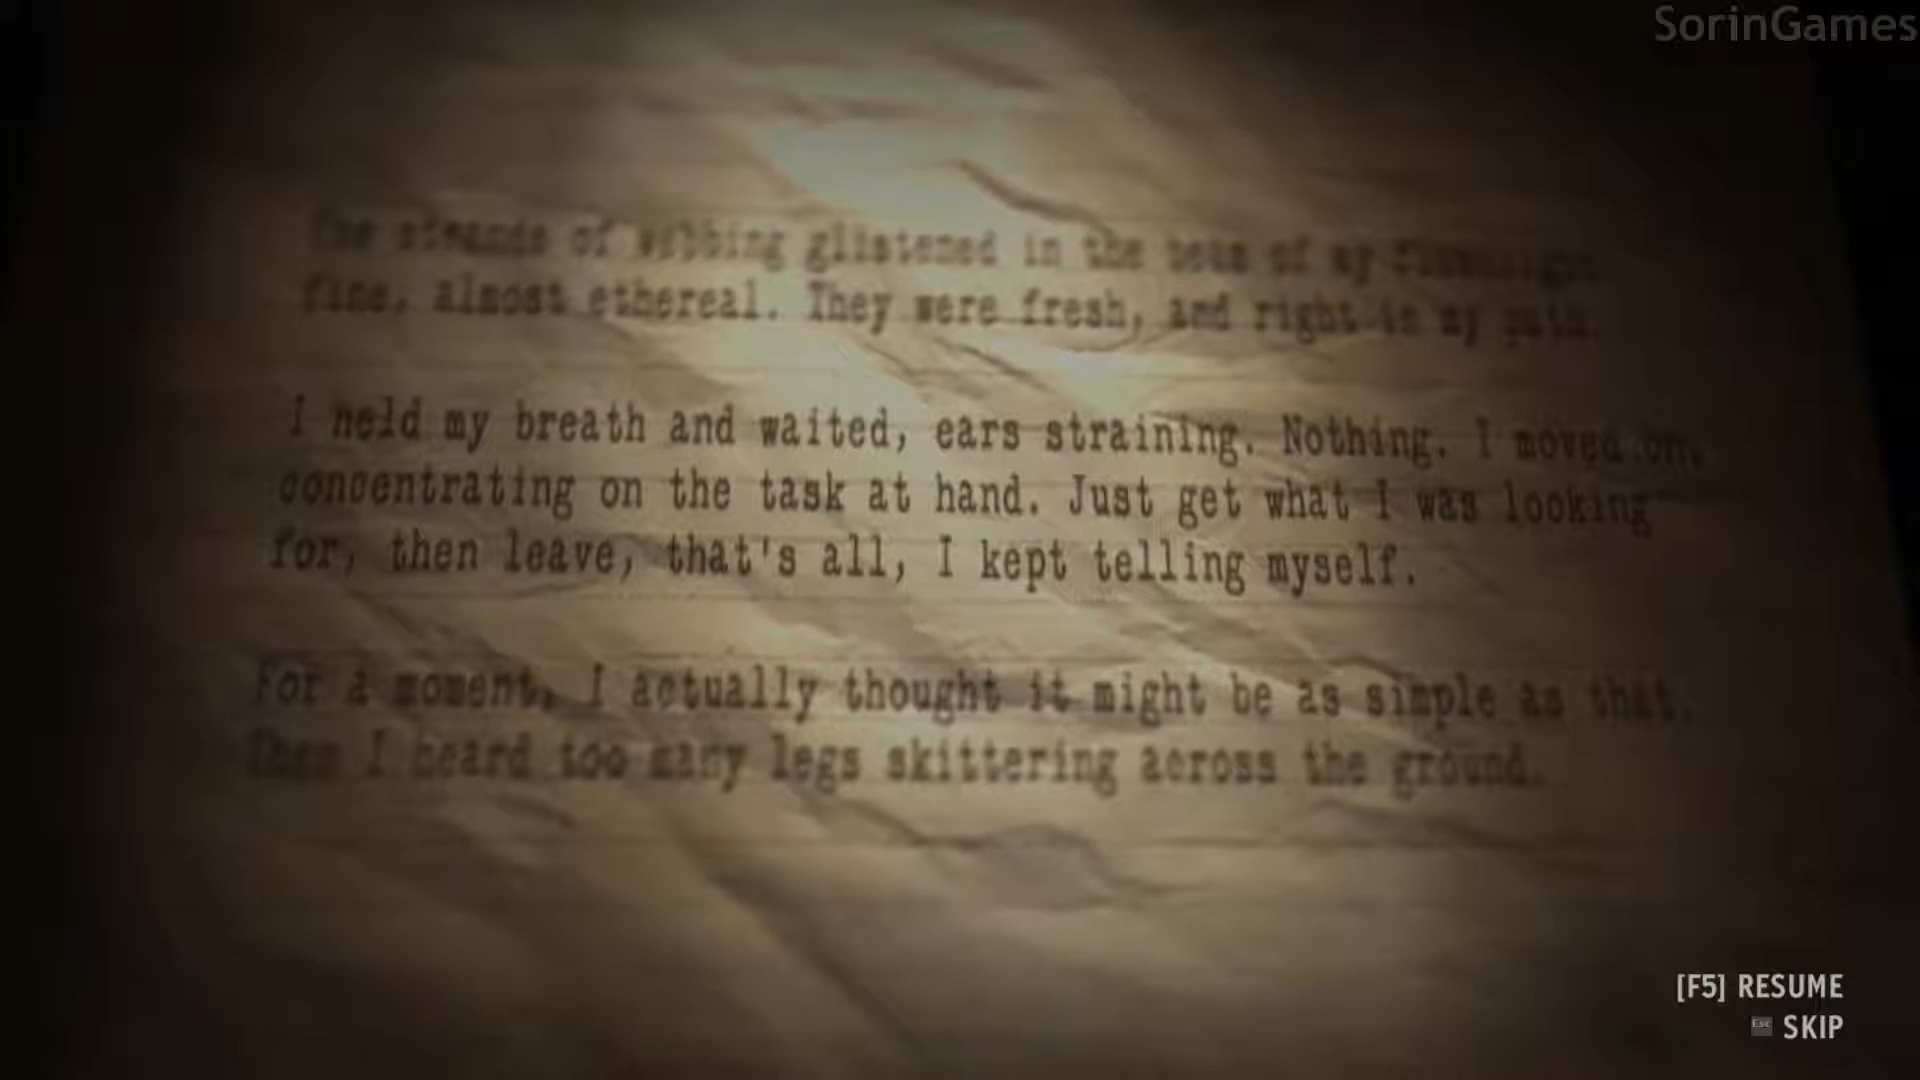 SorinGames
The strands of webbing glistened in the beam of my flashlight
fine, almost ethereal. They were fresh, and right in my path.
I held my breath and waited, ears straining. Nothing. I moved on,
concentrating on the task at hand. Just get what I was looking
for, then leave, that's all, I kept telling myself.
For a moment, I actually thought it might be as simple as that.
Then I heard too many legs skittering across the ground.
[F5] RESUME
Esc SKIP